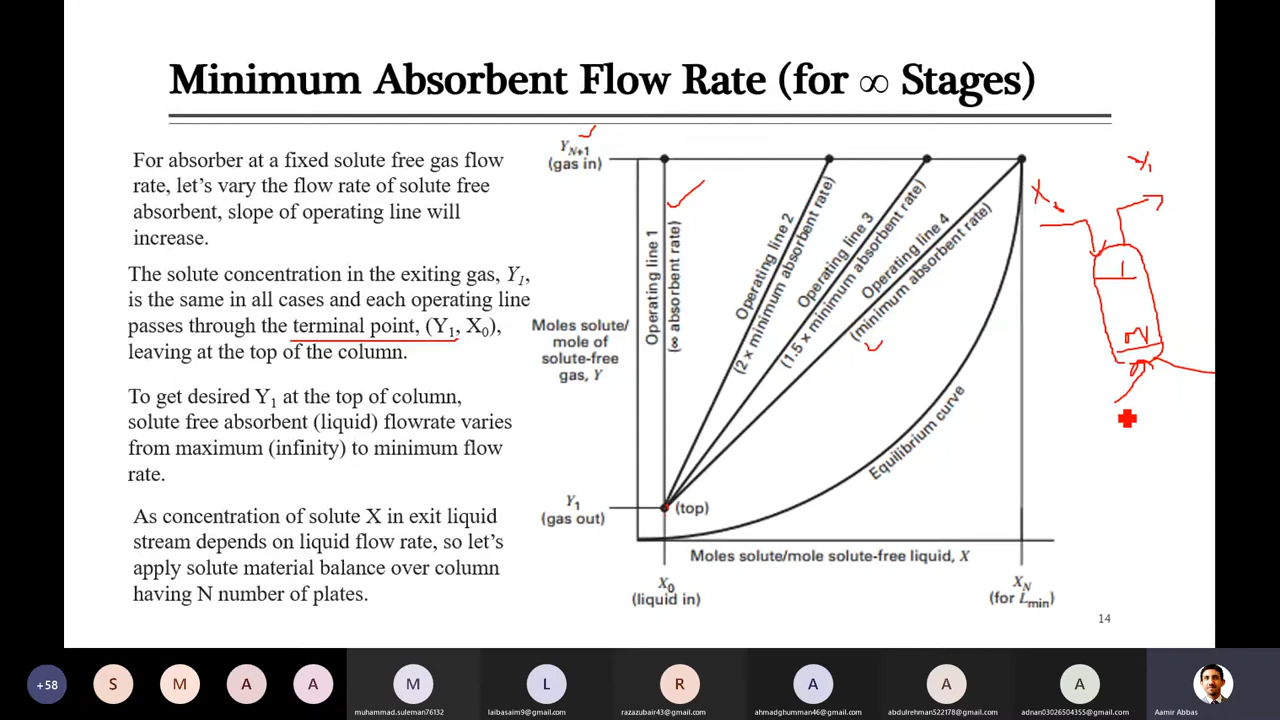 Minimum Absorbent Flow Rate (for ∞ Stages)
For absorber at a fixed solute free gas flow
rate, let’s vary the flow rate of solute free
absorbent, slope of operating line will
increase.
The solute concentration in the exiting gas, Y1,
is the same in all cases and each operating line
passes through the terminal point, (Y1, X0),
leaving at the top of the column.
To get desired Y1 at the top of column,
solute free absorbent (liquid) flowrate varies
from maximum (infinity) to minimum flow
rate.
As concentration of solute X in exit liquid
stream depends on liquid flow rate, so let’s
apply solute material balance over column
having N number of plates.
YN+1
(gas in)
Moles solute/
mole of
solute-free
gas, Y
Y1
(gas out)
Operating line 1
(∞ absorbent rate)
Operating line 2
(2 x minimum absorbent rate)
Operating line 3
(1.5 x minimum absorbent rate)
Operating line 4
(minimum absorbent rate)
Equilibrium curve
(top)
Moles solute/mole solute-free liquid, X
X0
(liquid in)
XN
(for Lmin)
Y1
X0
1
N
14
+58
S
M
A
A
M
muhammad.suleman76132
L
laibasaim9@gmail.com
R
razazubair43@gmail.com
A
ahmadghumman46@gmail.com
A
abdulrehman522178@gmail.com
A
adnan03026504355@gmail.com
Aamir Abbas